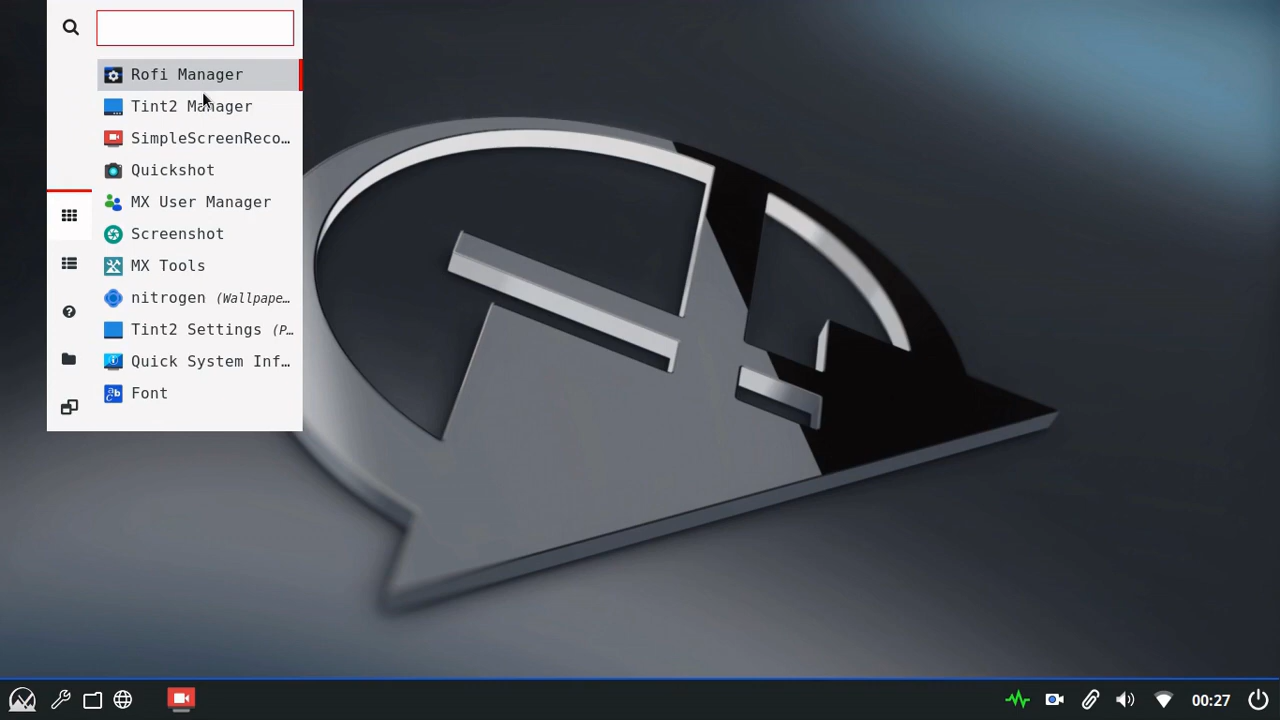 Rofi Manager
Tint2 Manager
SimpleScreenReco…
Quickshot
MX User Manager
Screenshot
MX Tools
nitrogen (Wallpape…
Tint2 Settings (P…
Quick System Inf…
Font
00:27